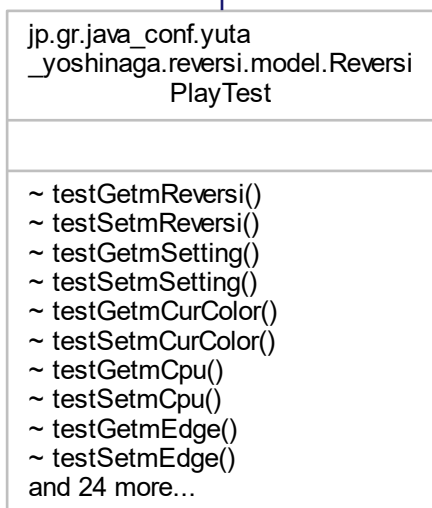 jp.gr.java_conf.yuta
_yoshinaga.reversi.model.Reversi
PlayTest
~ testGetmReversi()
~ testSetmReversi()
~ testGetmSetting()
~ testSetmSetting()
~ testGetmCurColor()
~ testSetmCurColor()
~ testGetmCpu()
~ testSetmCpu()
~ testGetmEdge()
~ testSetmEdge()
and 24 more...